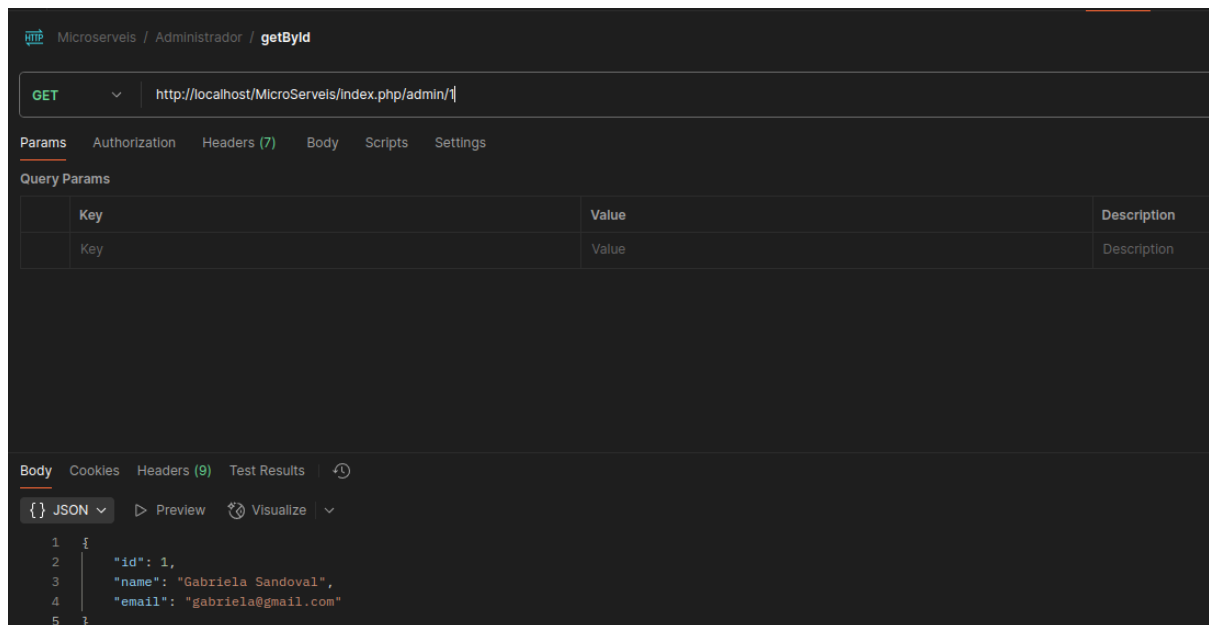 HTTP Microserveis / Administrador / getById
GET http://localhost/MicroServeis/index.php/admin/1
Params Authorization Headers (7) Body Scripts Settings
Query Params
Key Value Description
Key Value Description
Body Cookies Headers (9) Test Results
{} JSON Preview Visualize
1 {
2 "id": 1,
3 "name": "Gabriela Sandoval",
4 "email": "gabriela@gmail.com"
5 }